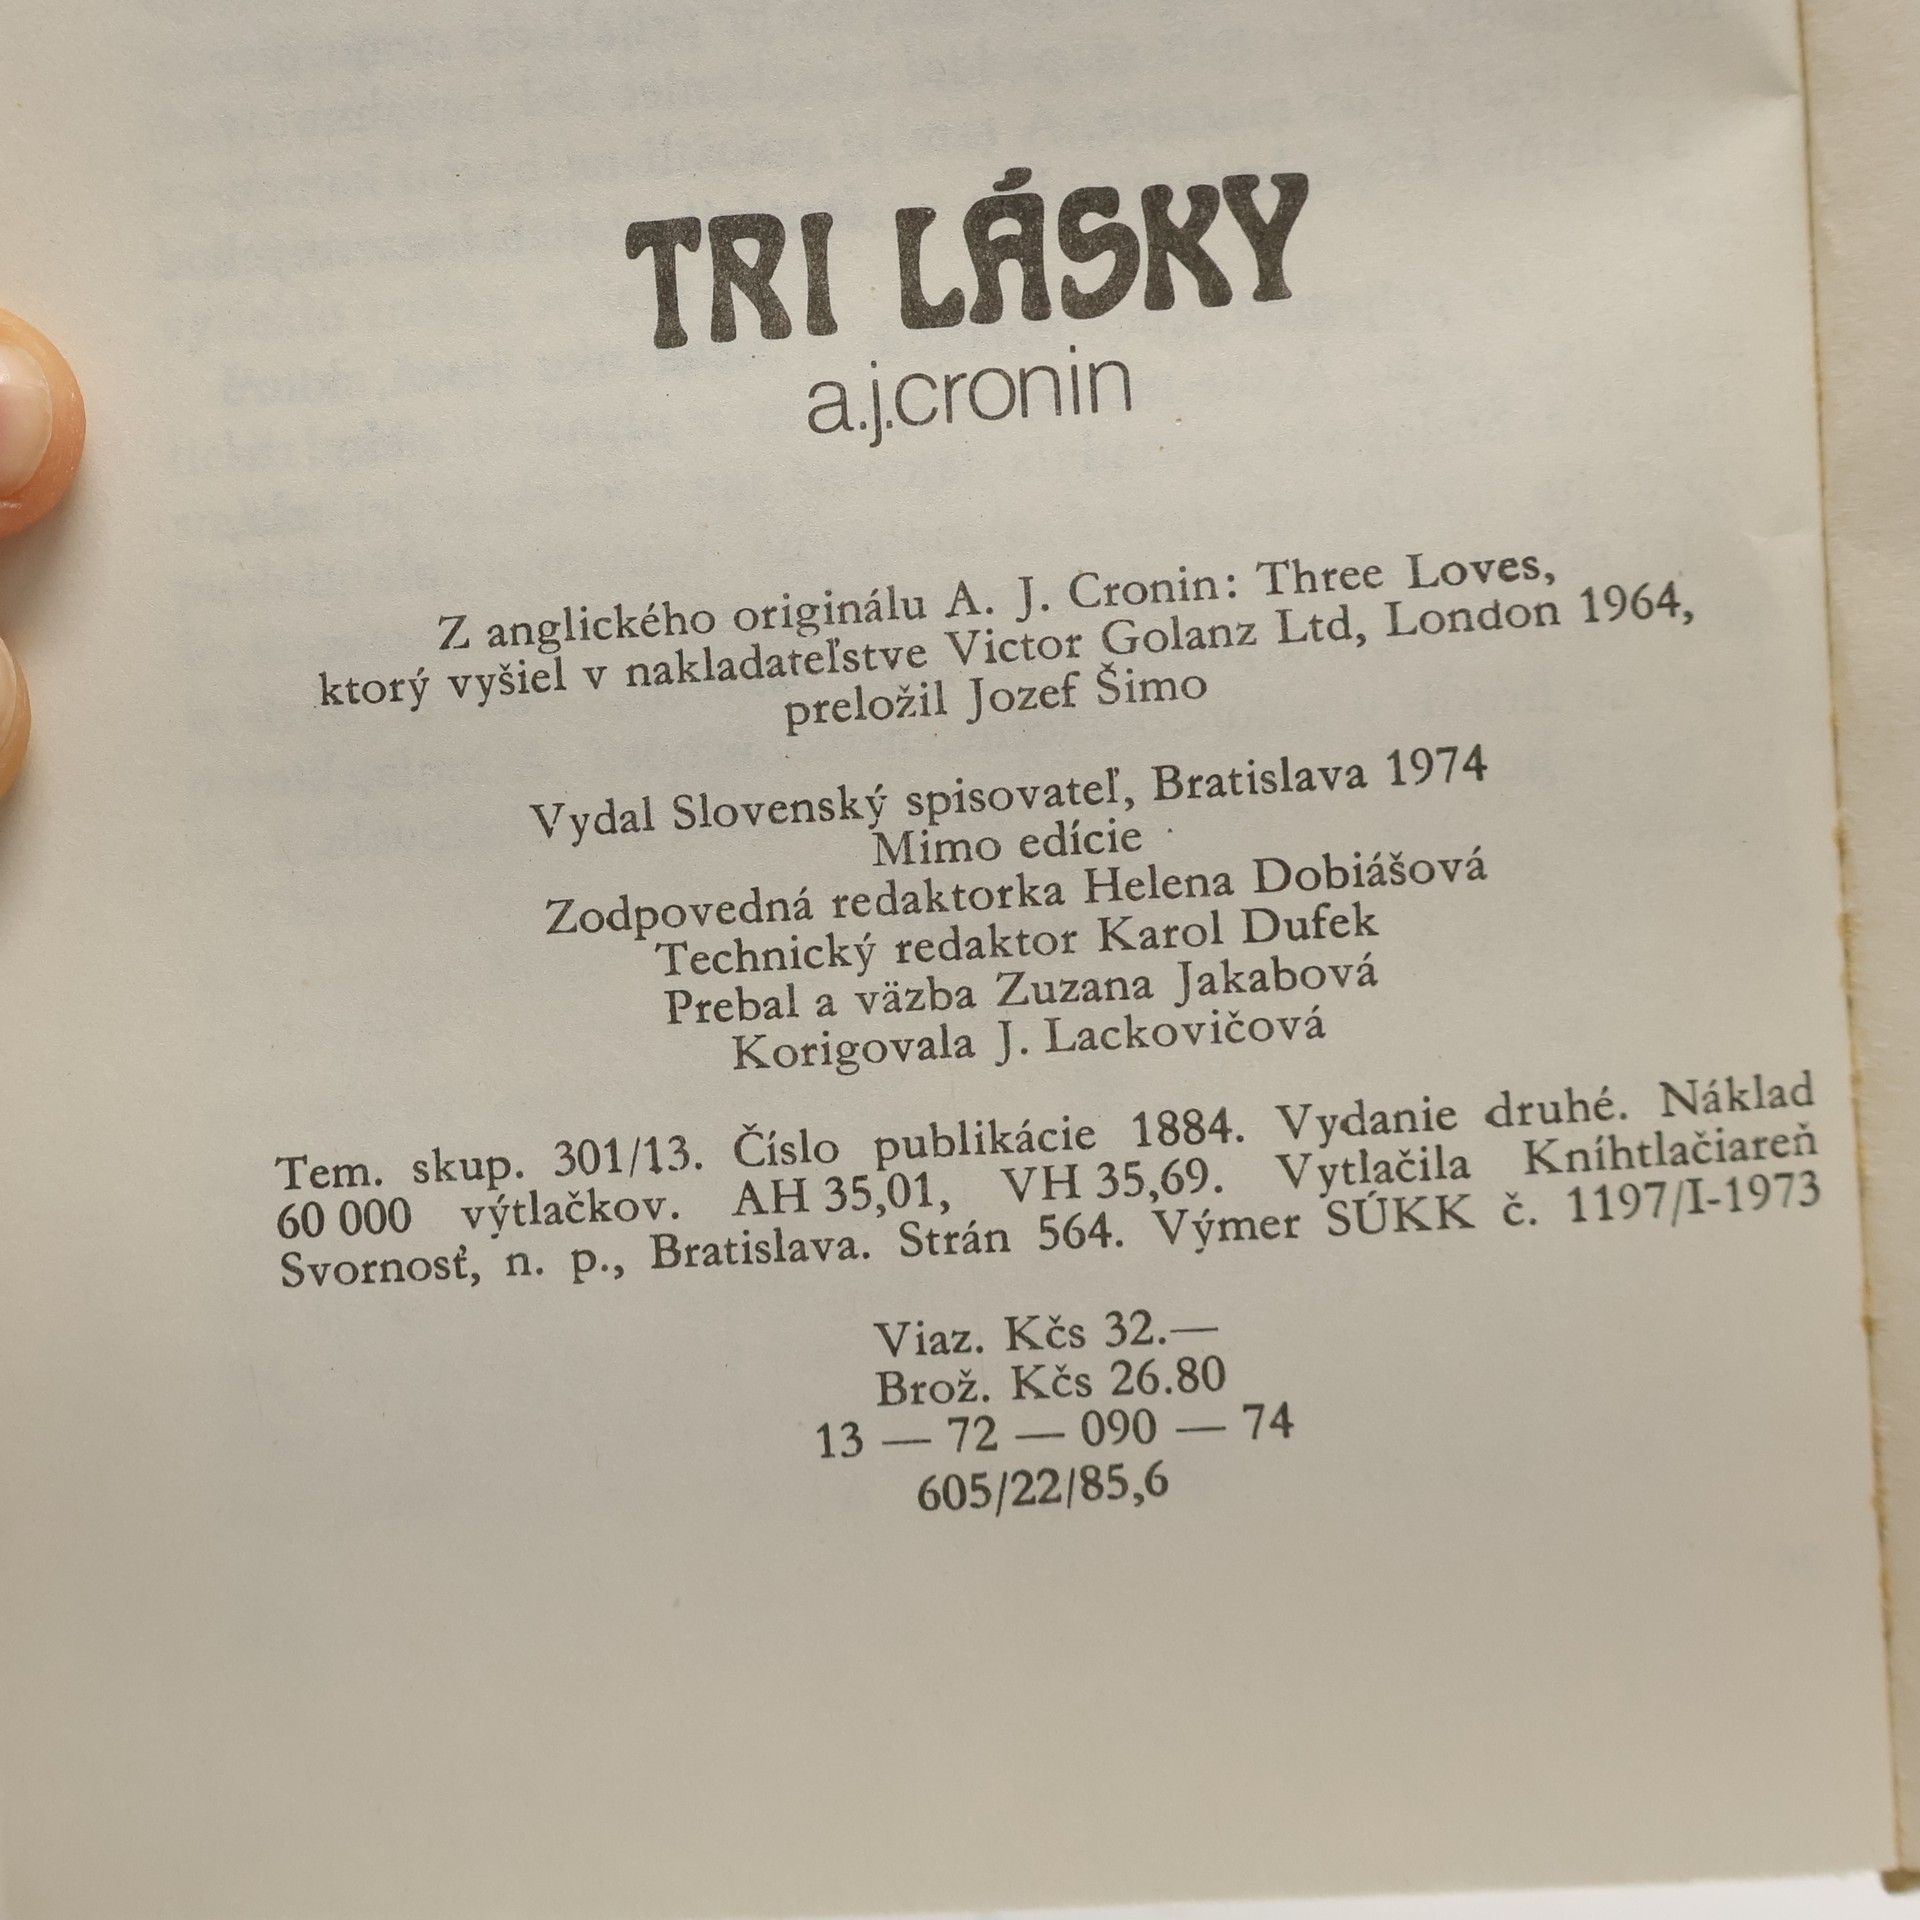 TRI LÁSKY
a.j.cronin
Z anglického originálu A. J. Cronin: Three Loves,
ktorý vyšiel v nakladateľstve Victor Golanz Ltd, London 1964,
preložil Jozef Šimo
Vydal Slovenský spisovateľ, Bratislava 1974
Mimo edície
Zodpovedná redaktorka Helena Dobiášová
Technický redaktor Karol Dufek
Prebal a väzba Zuzana Jakabová
Korigovala J. Lackovičová
Tem. skup. 301/13. Číslo publikácie 1884. Vydanie druhé. Náklad
60 000 výtlačkov. AH 35,01, VH 35,69. Vytlačila Kníhtlačiareň
Svornosť, n. p., Bratislava. Strán 564. Výmer SÚKK č. 1197/I-1973
Viaz. Kčs 32.—
Brož. Kčs 26.80
13 — 72 — 090 — 74
605/22/85,6